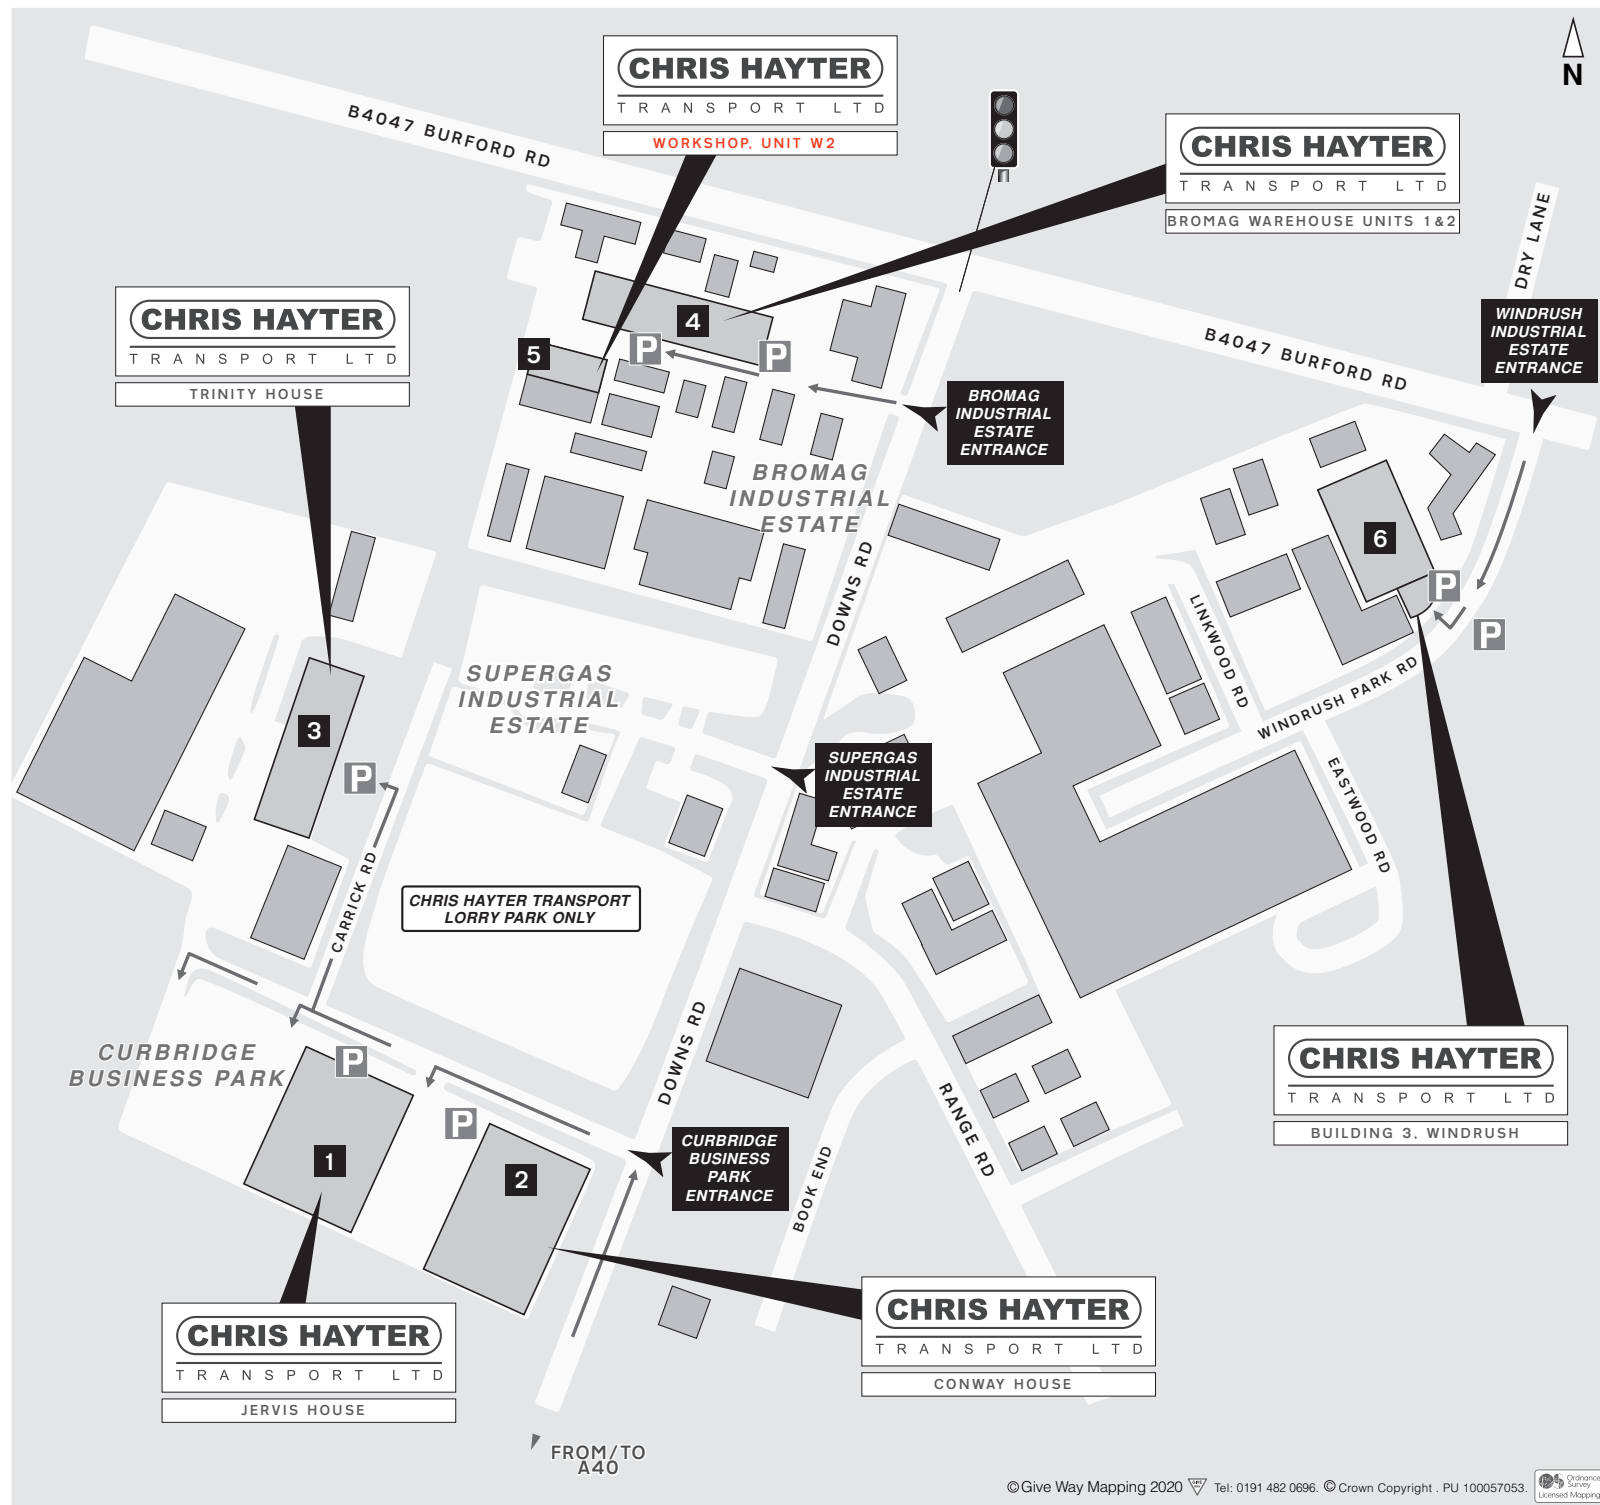 CHRIS HAYTER
TRANSPORT LTD
WORKSHOP, UNIT W2
N
B4047 BURFORD RD
CHRIS HAYTER
TRANSPORT LTD
BROMAG WAREHOUSE UNITS 1&2
DRY LANE
CHRIS HAYTER
TRANSPORT LTD
TRINITY HOUSE
WINDRUSH
INDUSTRIAL
ESTATE
ENTRANCE
4
5
P
P
B4047 BURFORD RD
BROMAG
INDUSTRIAL
ESTATE
ENTRANCE
BROMAG
INDUSTRIAL
ESTATE
6
P
P
DOWNS RD
LINKWOOD RD
WINDRUSH PARK RD
EASTWOOD RD
SUPERGAS
INDUSTRIAL
ESTATE
3
P
SUPERGAS
INDUSTRIAL
ESTATE
ENTRANCE
CARRICK RD
CHRIS HAYTER TRANSPORT
LORRY PARK ONLY
CURBRIDGE
BUSINESS PARK
P
P
DOWNS RD
RANGE RD
BOOK END
1
2
CURBRIDGE
BUSINESS
PARK
ENTRANCE
CHRIS HAYTER
TRANSPORT LTD
BUILDING 3, WINDRUSH
CHRIS HAYTER
TRANSPORT LTD
JERVIS HOUSE
CHRIS HAYTER
TRANSPORT LTD
CONWAY HOUSE
FROM/TO
A40
©Give Way Mapping 2020 Tel: 0191 482 0696. © Crown Copyright . PU 100057053.
Ordnance
Survey
Licensed Mapping